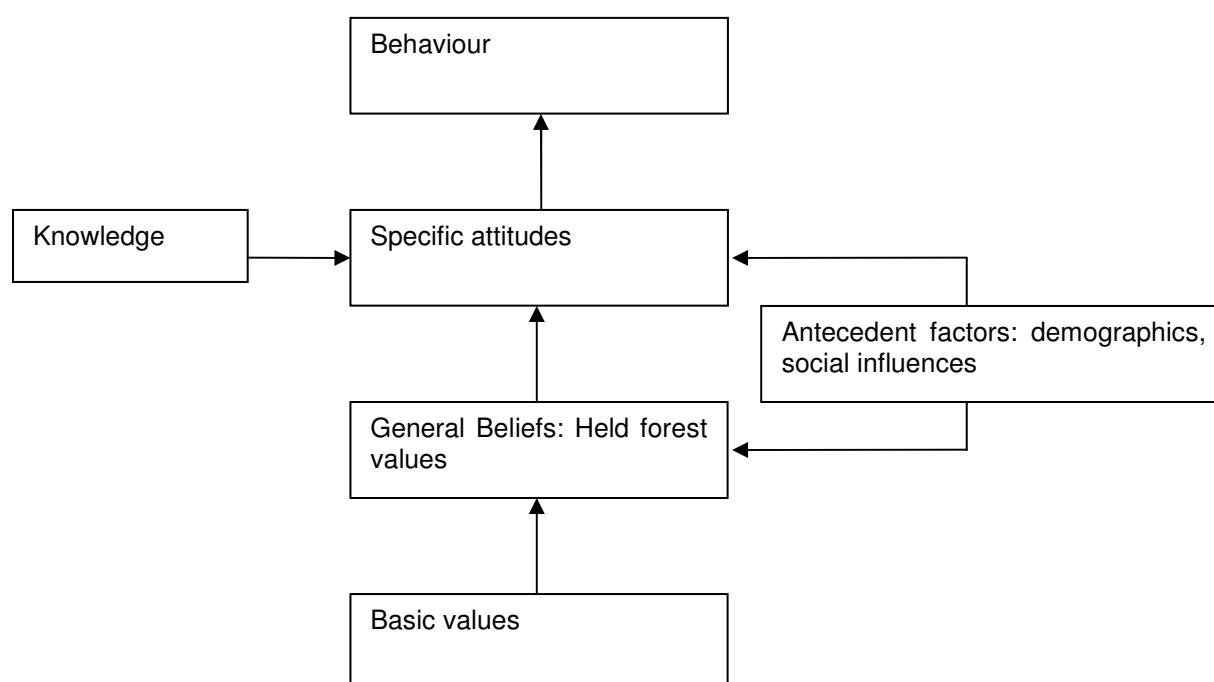 Behaviour
Knowledge
Specific attitudes
Antecedent factors: demographics,
social influences
General Beliefs: Held forest
values
Basic values